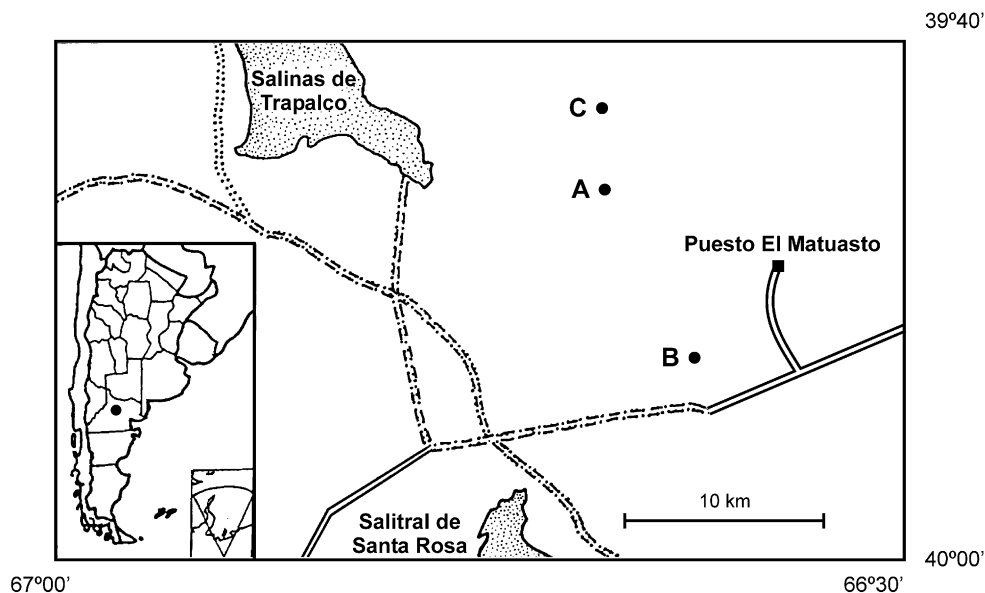 39º40’
Salinas de
Trapalco
C
A
Puesto El Matuasto
B
10 km
Salitral de
Santa Rosa
40º00’
67º00’
66º30’